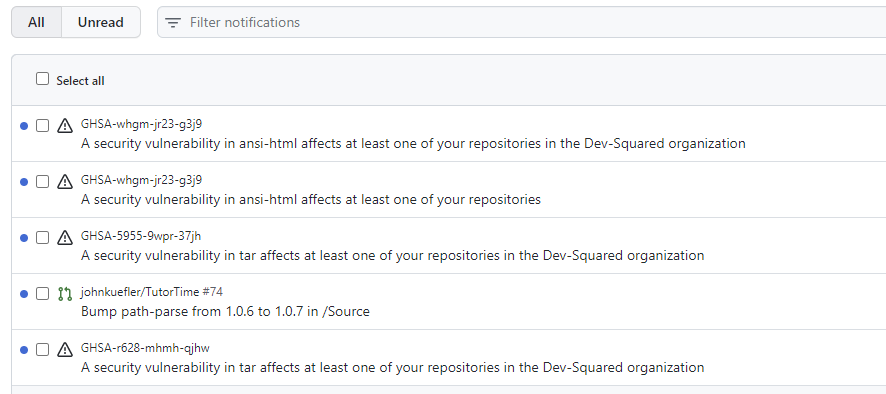 All Unread Filter notifications
Select all
GHSA-whgm-jr23-g3j9
A security vulnerability in ansi-html affects at least one of your repositories in the Dev-Squared organization
GHSA-whgm-jr23-g3j9
A security vulnerability in ansi-html affects at least one of your repositories
GHSA-5955-9wpr-37jh
A security vulnerability in tar affects at least one of your repositories in the Dev-Squared organization
johnkuefler/TutorTime #74
Bump path-parse from 1.0.6 to 1.0.7 in /Source
GHSA-r628-mhmh-qjhw
A security vulnerability in tar affects at least one of your repositories in the Dev-Squared organization